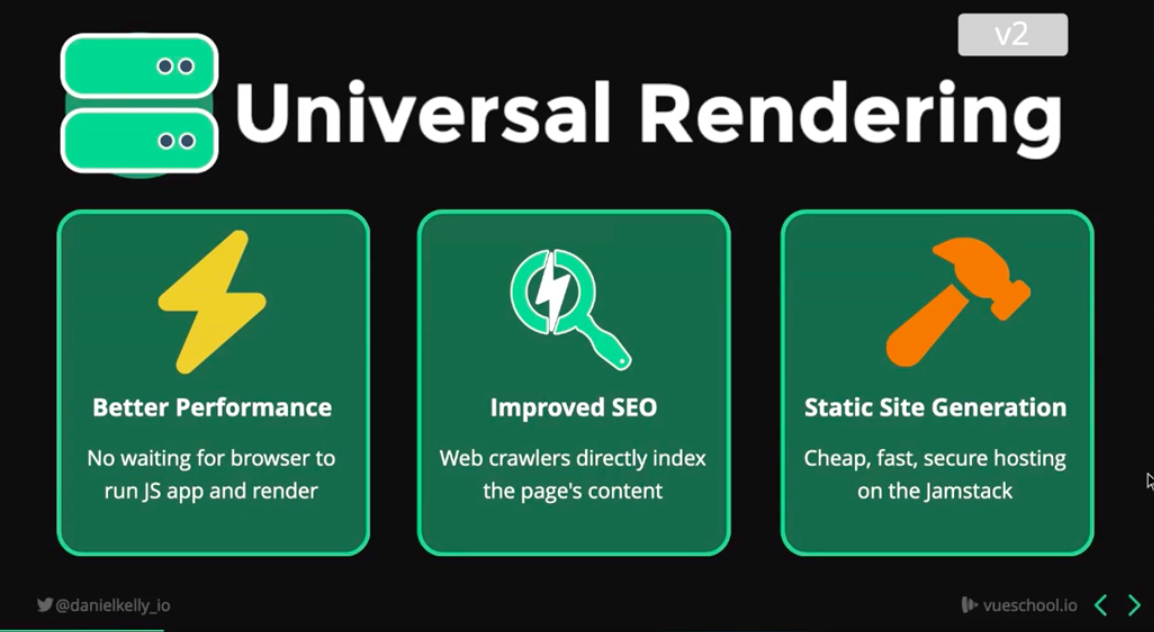 v2
Universal Rendering
Better Performance
No waiting for browser to
run JS app and render
Improved SEO
Web crawlers directly index
the page's content
Static Site Generation
Cheap, fast, secure hosting
on the Jamstack
@danielkelly_io
vueschool.io